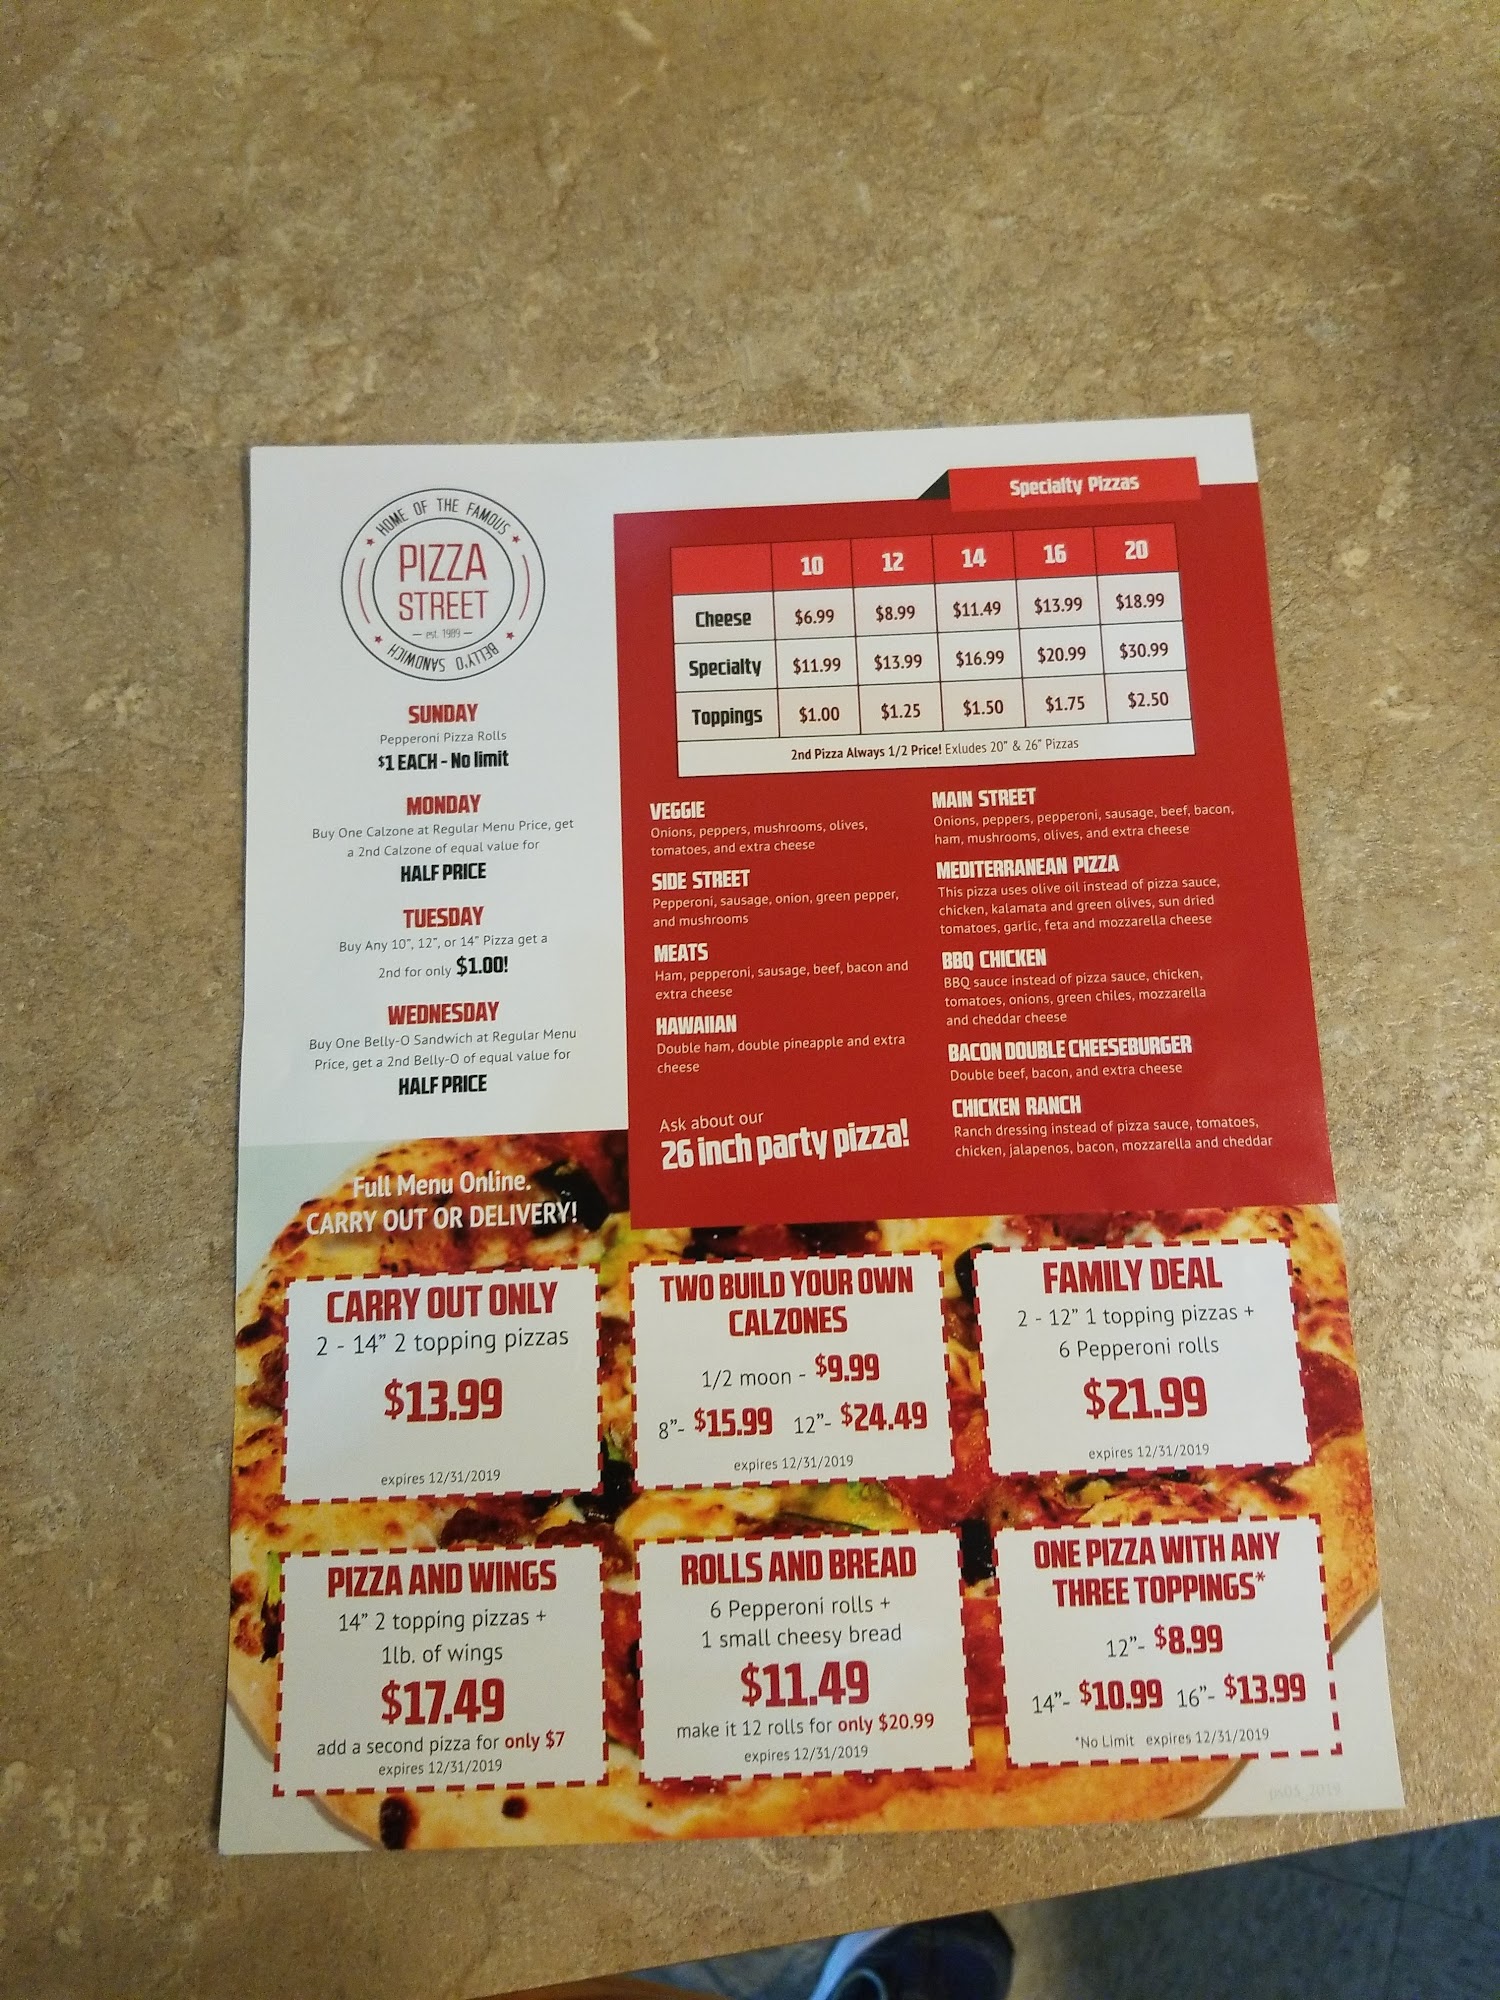 HOME OF THE FAMOUS
PIZZA
STREET
est. 1989
BELLY'O SANDWICH
SUNDAY
Pepperoni Pizza Rolls
$1 EACH - No limit
MONDAY
Buy One Calzone at Regular Menu Price, get
a 2nd Calzone of equal value for
HALF PRICE
TUESDAY
Buy Any 10", 12", or 14" Pizza get a
2nd for only $1.00!
WEDNESDAY
Buy One Belly-O Sandwich at Regular Menu
Price, get a 2nd Belly-O of equal value for
HALF PRICE
Full Menu Online.
CARRY OUT OR DELIVERY!
Specialty Pizzas
10 12 14 16 20
Cheese $6.99 $8.99 $11.49 $13.99 $18.99
Specialty $11.99 $13.99 $16.99 $20.99 $30.99
Toppings $1.00 $1.25 $1.50 $1.75 $2.50
2nd Pizza Always 1/2 Price! Exludes 20" & 26" Pizzas
VEGGIE
Onions, peppers, mushrooms, olives,
tomatoes, and extra cheese
SIDE STREET
Pepperoni, sausage, onion, green pepper,
and mushrooms
MEATS
Ham, pepperoni, sausage, beef, bacon and
extra cheese
HAWAIIAN
Double ham, double pineapple and extra
cheese
Ask about our
26 inch party pizza!
MAIN STREET
Onions, peppers, pepperoni, sausage, beef, bacon,
ham, mushrooms, olives, and extra cheese
MEDITERRANEAN PIZZA
This pizza uses olive oil instead of pizza sauce,
chicken, kalamata and green olives, sun dried
tomatoes, garlic, feta and mozzarella cheese
BBQ CHICKEN
BBQ sauce instead of pizza sauce, chicken,
tomatoes, onions, green chiles, mozzarella
and cheddar cheese
BACON DOUBLE CHEESEBURGER
Double beef, bacon, and extra cheese
CHICKEN RANCH
Ranch dressing instead of pizza sauce, tomatoes,
chicken, jalapenos, bacon, mozzarella and cheddar
CARRY OUT ONLY
2 - 14" 2 topping pizzas
$13.99
expires 12/31/2019
TWO BUILD YOUR OWN
CALZONES
1/2 moon - $9.99
8"- $15.99 12"- $24.49
expires 12/31/2019
FAMILY DEAL
2 - 12" 1 topping pizzas +
6 Pepperoni rolls
$21.99
expires 12/31/2019
PIZZA AND WINGS
14" 2 topping pizzas +
1lb. of wings
$17.49
add a second pizza for only $7
expires 12/31/2019
ROLLS AND BREAD
6 Pepperoni rolls +
1 small cheesy bread
$11.49
make it 12 rolls for only $20.99
expires 12/31/2019
ONE PIZZA WITH ANY
THREE TOPPINGS*
12"- $8.99
14"- $10.99 16"- $13.99
*No Limit expires 12/31/2019
ps03_2019